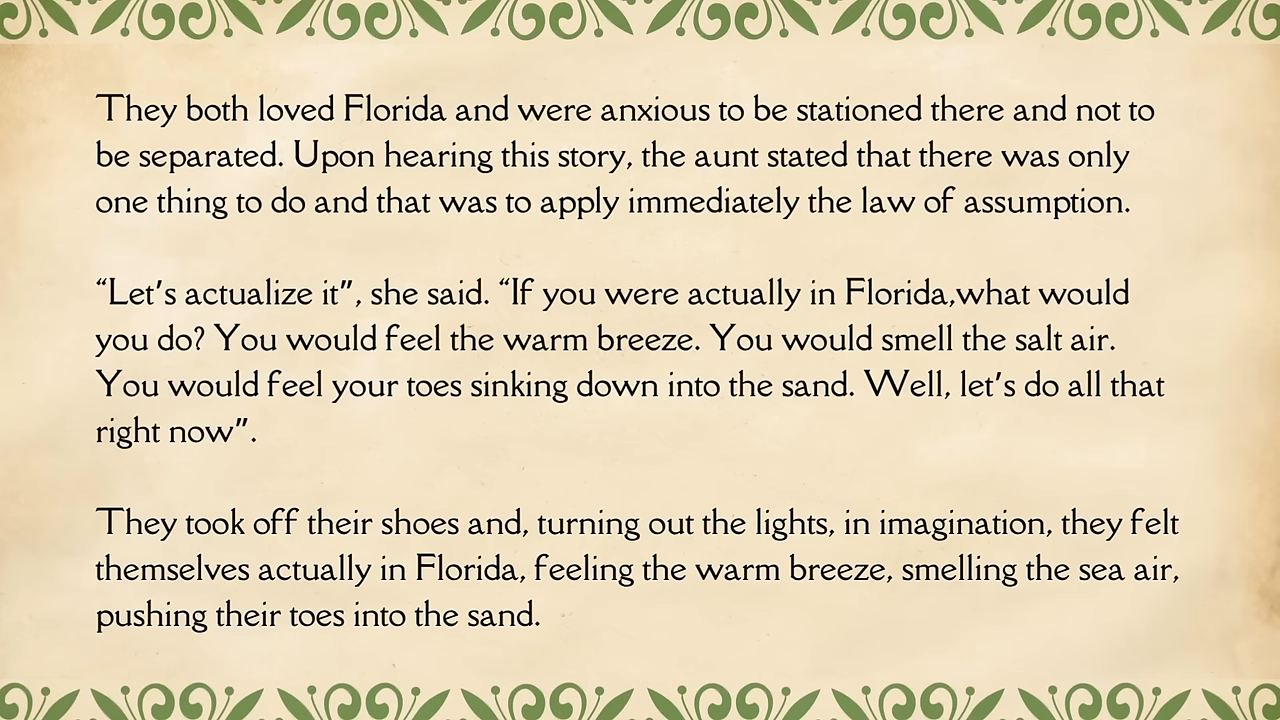 They both loved Florida and were anxious to be stationed there and not to
be separated. Upon hearing this story, the aunt stated that there was only
one thing to do and that was to apply immediately the law of assumption.
“Let's actualize it", she said. “If you were actually in Florida,what would
you do? You would feel the warm breeze. You would smell the salt air.
You would feel your toes sinking down into the sand. Well, let's do all that
right now".
They took off their shoes and, turning out the lights, in imagination, they felt
themselves actually in Florida, feeling the warm breeze, smelling the sea air,
pushing their toes into the sand.